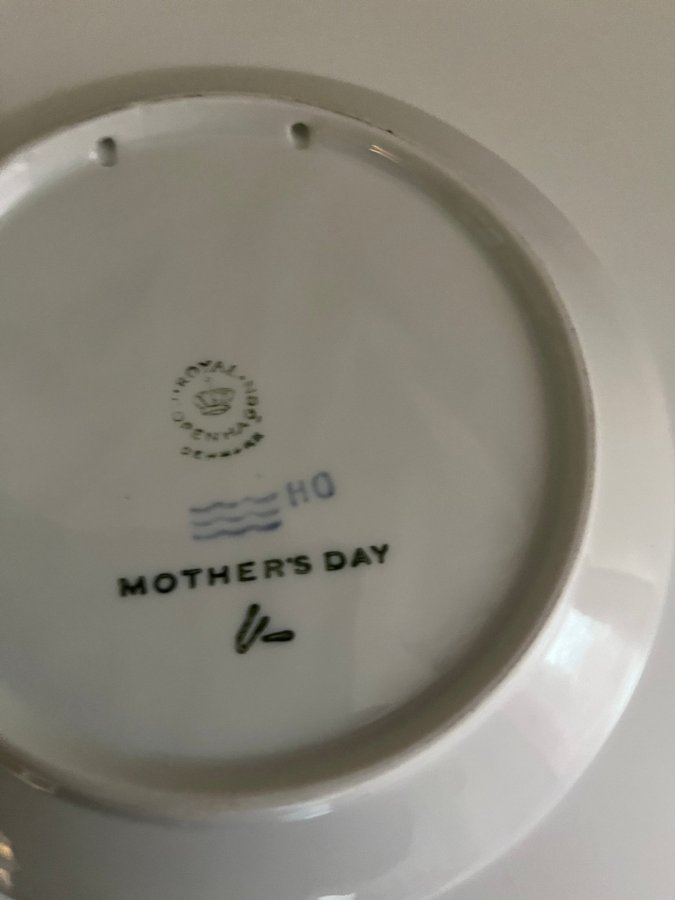 ROYAL
COPENHAGEN
DENMARK
HO
MOTHER'S DAY